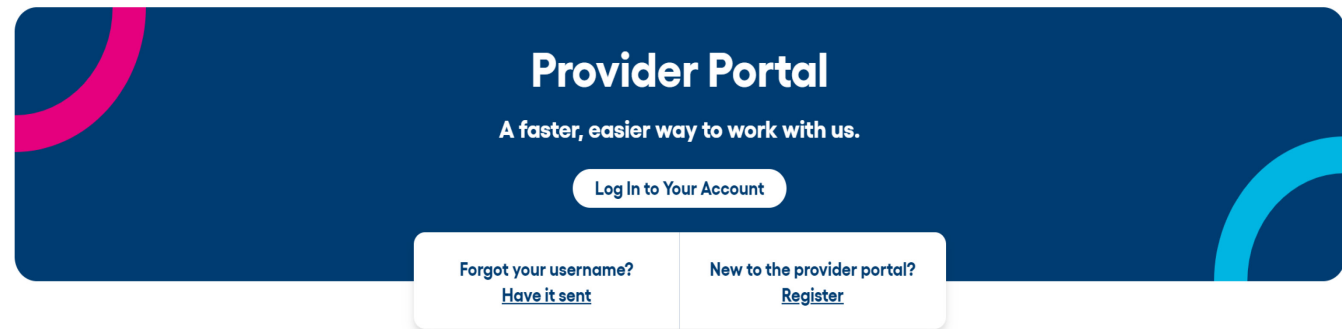 Provider Portal
A faster, easier way to work with us.
Log In to Your Account
Forgot your username?
Have it sent
New to the provider portal?
Register